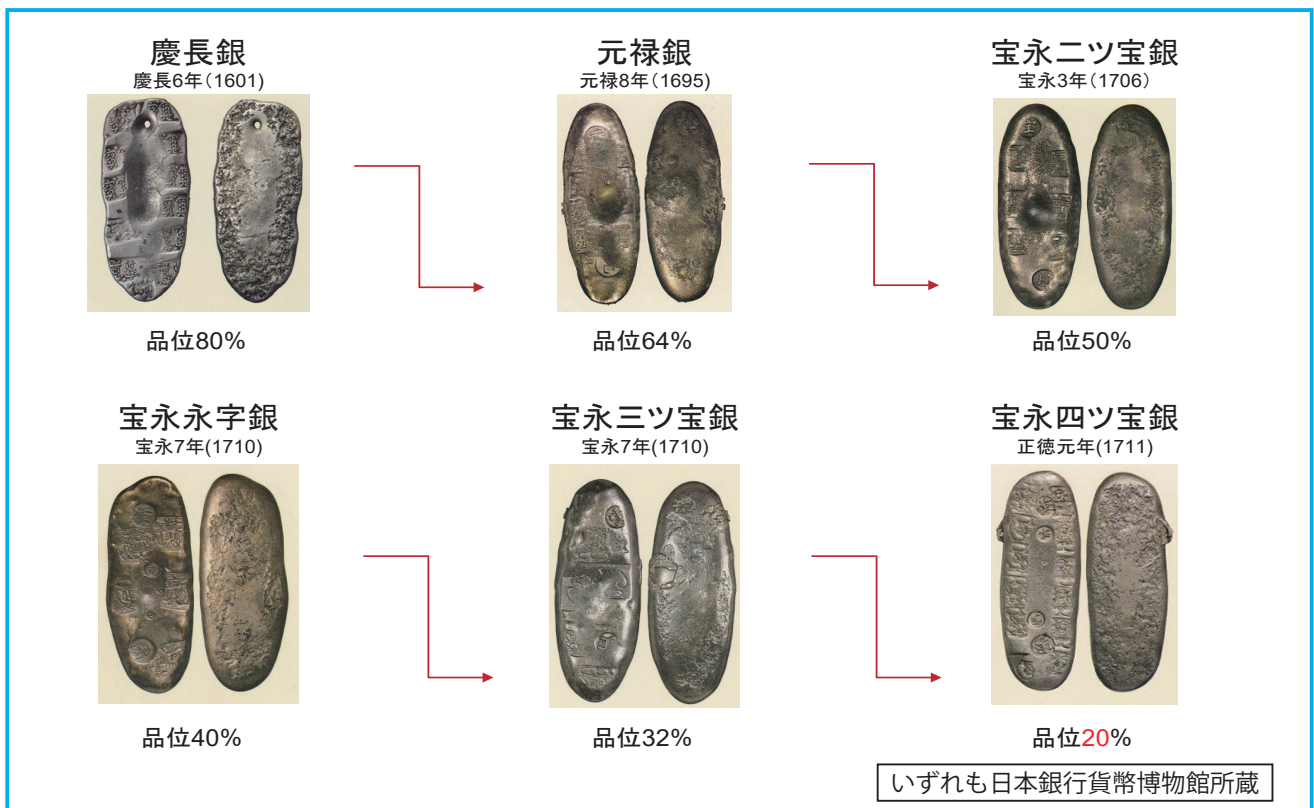 慶長銀
慶長6年(1601)
品位80%
元禄銀
元禄8年(1695)
品位64%
宝永二ツ宝銀
宝永3年(1706)
品位50%
宝永永字銀
宝永7年(1710)
品位40%
宝永三ツ宝銀
宝永7年(1710)
品位32%
宝永四ツ宝銀
正徳元年(1711)
品位20%
いずれも日本銀行貨幣博物館所蔵